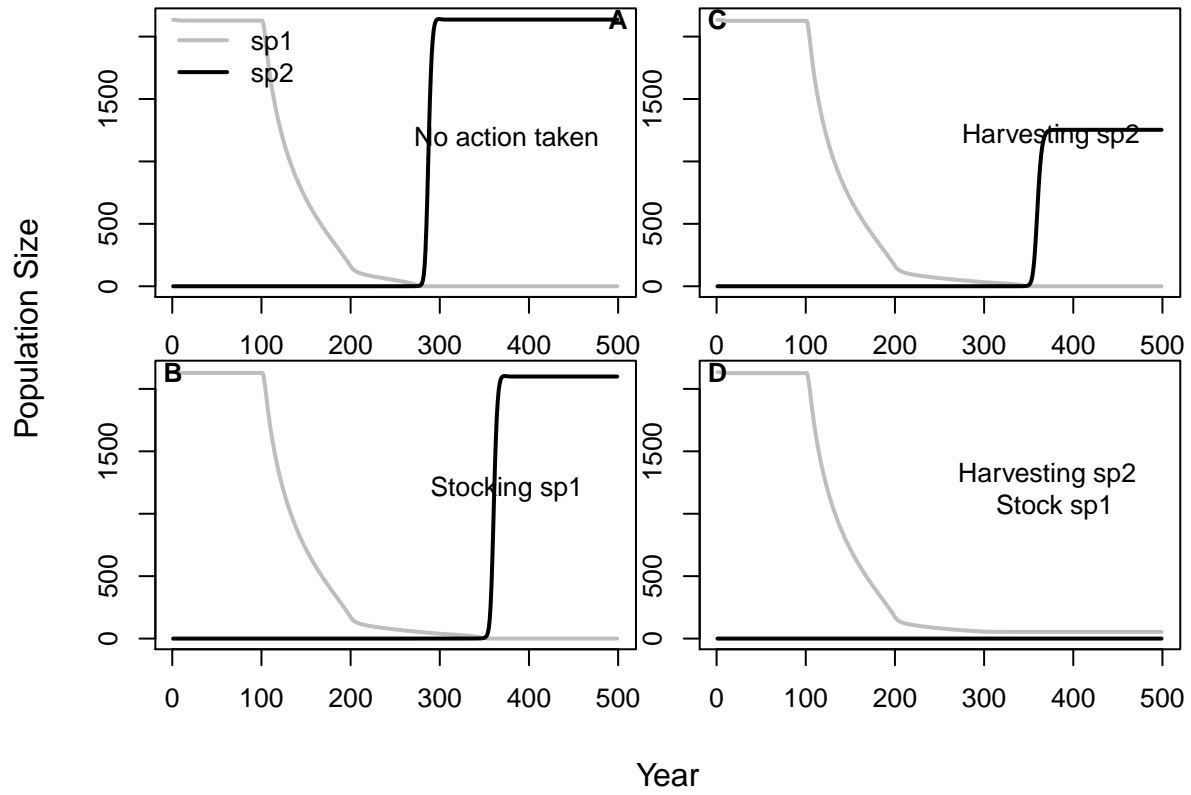 A
sp1
sp2
No action taken
0
500
1500
0 100 200 300 400 500
C
Harvesting sp2
0
500
1500
0 100 200 300 400 500
B
Stocking sp1
0
500
1500
0 100 200 300 400 500
D
Harvesting sp2
Stock sp1
0
500
1500
0 100 200 300 400 500
Population Size
Year